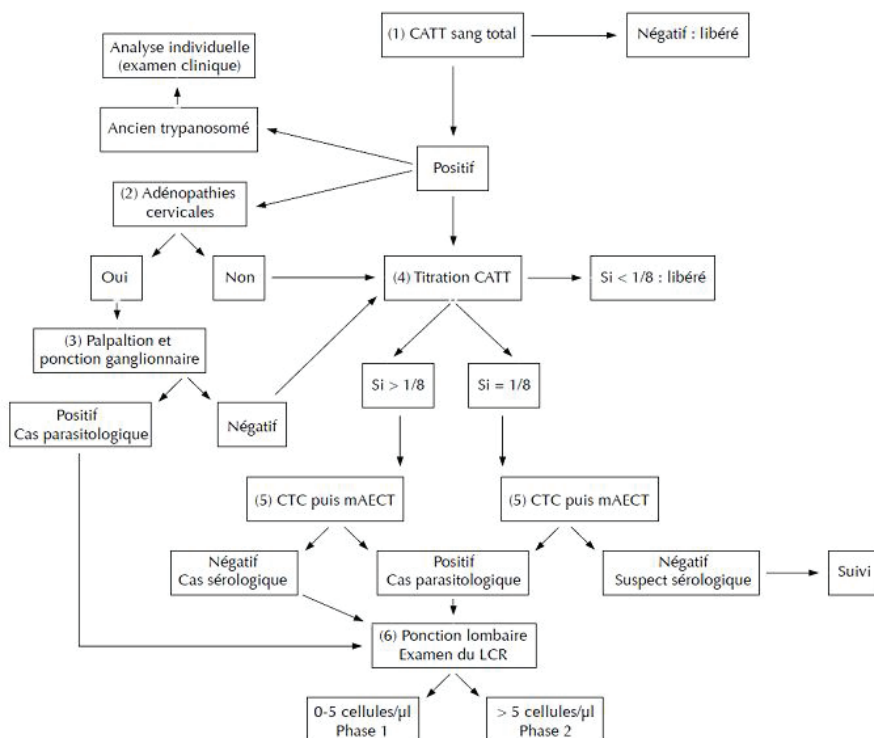 (1) CATT sang total
Négatif : libéré
Analyse individuelle
(examen clinique)
Ancien trypanosomé
Positif
(2) Adénopathies
cervicales
Oui
Non
(4) Titration CATT
Si < 1/8 : libéré
(3) Palpaltion et
ponction ganglionnaire
Si > 1/8
Si = 1/8
Positif
Cas parasitologique
Négatif
(5) CTC puis mAECT
(5) CTC puis mAECT
Négatif
Cas sérologique
Positif
Cas parasitologique
Négatif
Suspect sérologique
Suivi
(6) Ponction lombaire
Examen du LCR
0-5 cellules/µl
Phase 1
> 5 cellules/µl
Phase 2